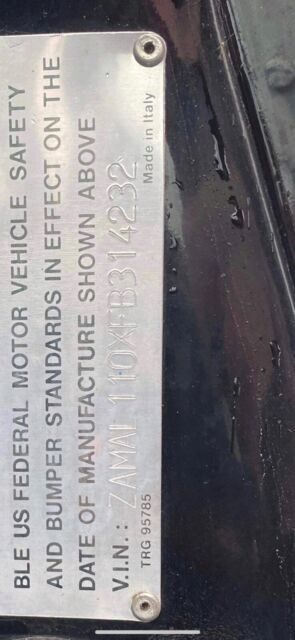 BLE US FEDERAL MOTOR VEHICLE SAFETY
AND BUMPER STANDARDS IN EFFECT ON THE
DATE OF MANUFACTURE SHOWN ABOVE
V.I.N.: ZAMAL110XFB314232
TRG 95785 Made in Italy